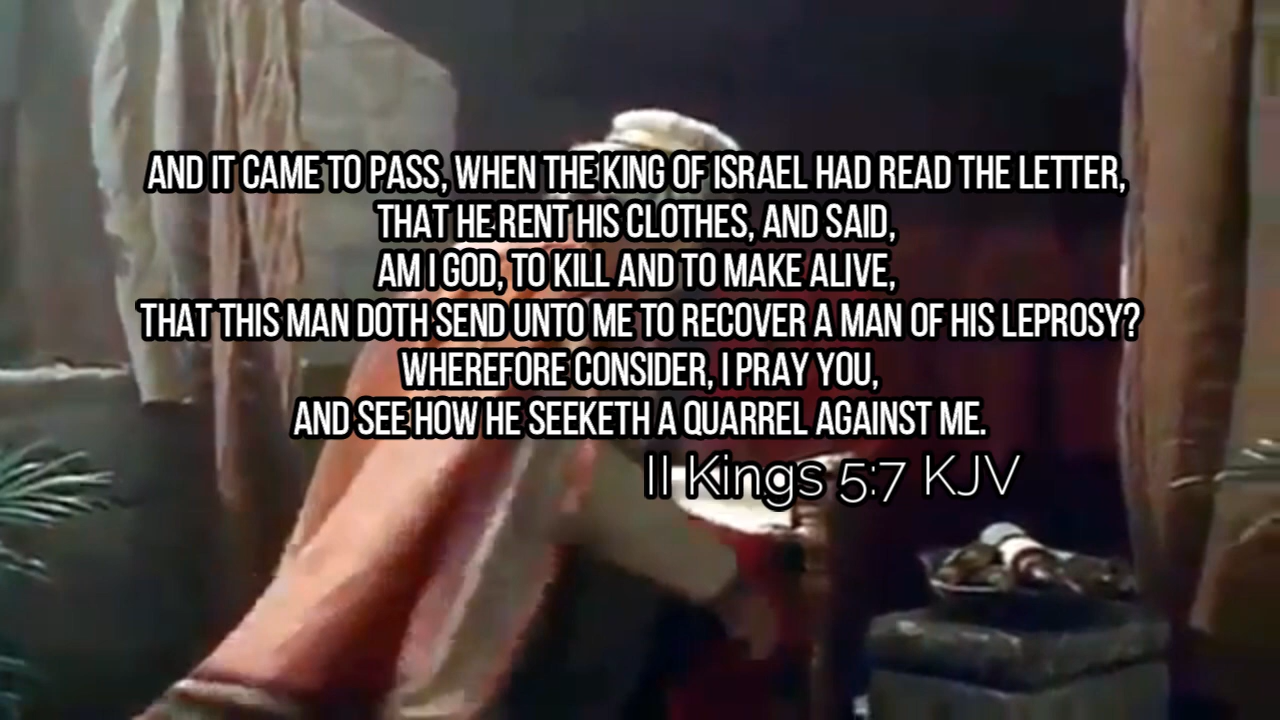 AND IT CAME TO PASS, WHEN THE KING OF ISRAEL HAD READ THE LETTER,
THAT HE RENT HIS CLOTHES, AND SAID,
AM I GOD, TO KILL AND TO MAKE ALIVE,
THAT THIS MAN DOTH SEND UNTO ME TO RECOVER A MAN OF HIS LEPROSY?
WHEREFORE CONSIDER, I PRAY YOU,
AND SEE HOW HE SEEKETH A QUARREL AGAINST ME.
II Kings 5:7 KJV